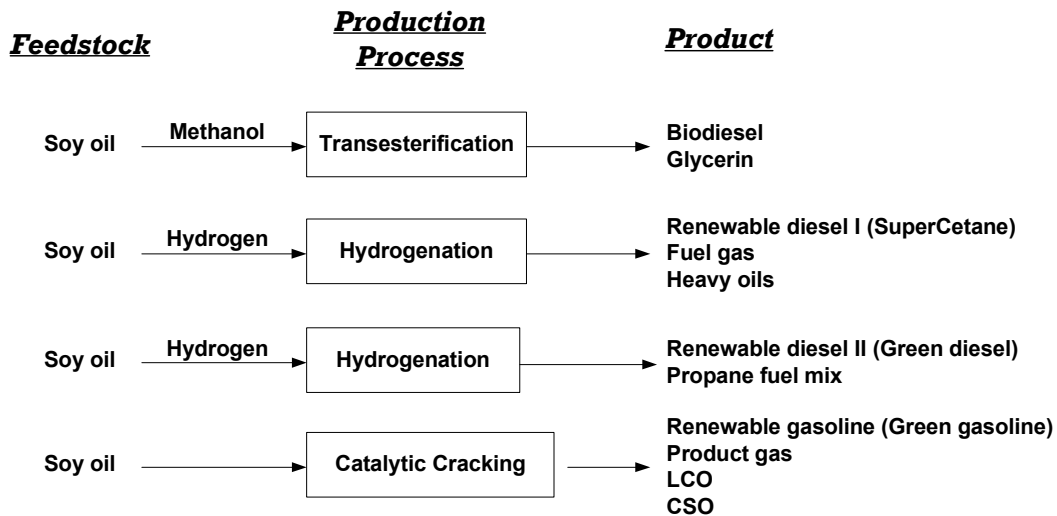 Feedstock
Production
Process
Product
Soy oil
Methanol
Transesterification
Biodiesel
Glycerin
Soy oil
Hydrogen
Hydrogenation
Renewable diesel I (SuperCetane)
Fuel gas
Heavy oils
Soy oil
Hydrogen
Hydrogenation
Renewable diesel II (Green diesel)
Propane fuel mix
Soy oil
Catalytic Cracking
Renewable gasoline (Green gasoline)
Product gas
LCO
CSO